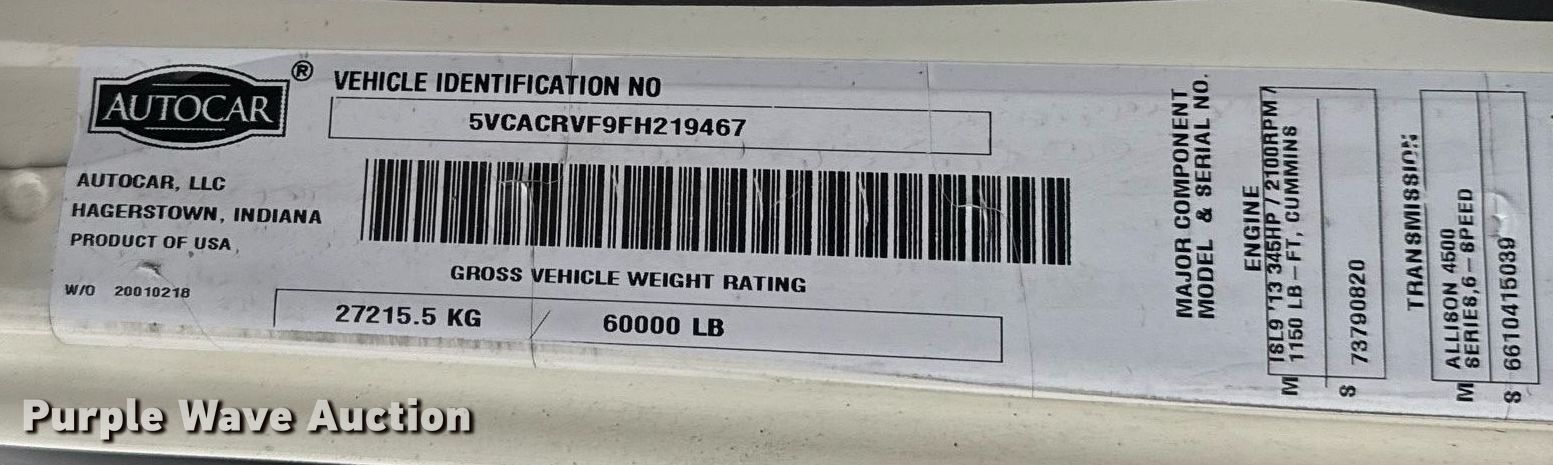 AUTOCAR ®
VEHICLE IDENTIFICATION NO
5VCACRVF9FH219467
AUTOCAR, LLC
HAGERSTOWN, INDIANA
PRODUCT OF USA
W/O 20010218
GROSS VEHICLE WEIGHT RATING
27215.5 KG / 60000 LB
MAJOR COMPONENT
MODEL & SERIAL NO.
ENGINE
M ISL9 '13 345HP / 2100RPM /
1150 LB-FT, CUMMINS
S 73790820
TRANSMISSION
M ALLISON 4500
SERIES,6-SPEED
S 6610415039
Purple Wave Auction